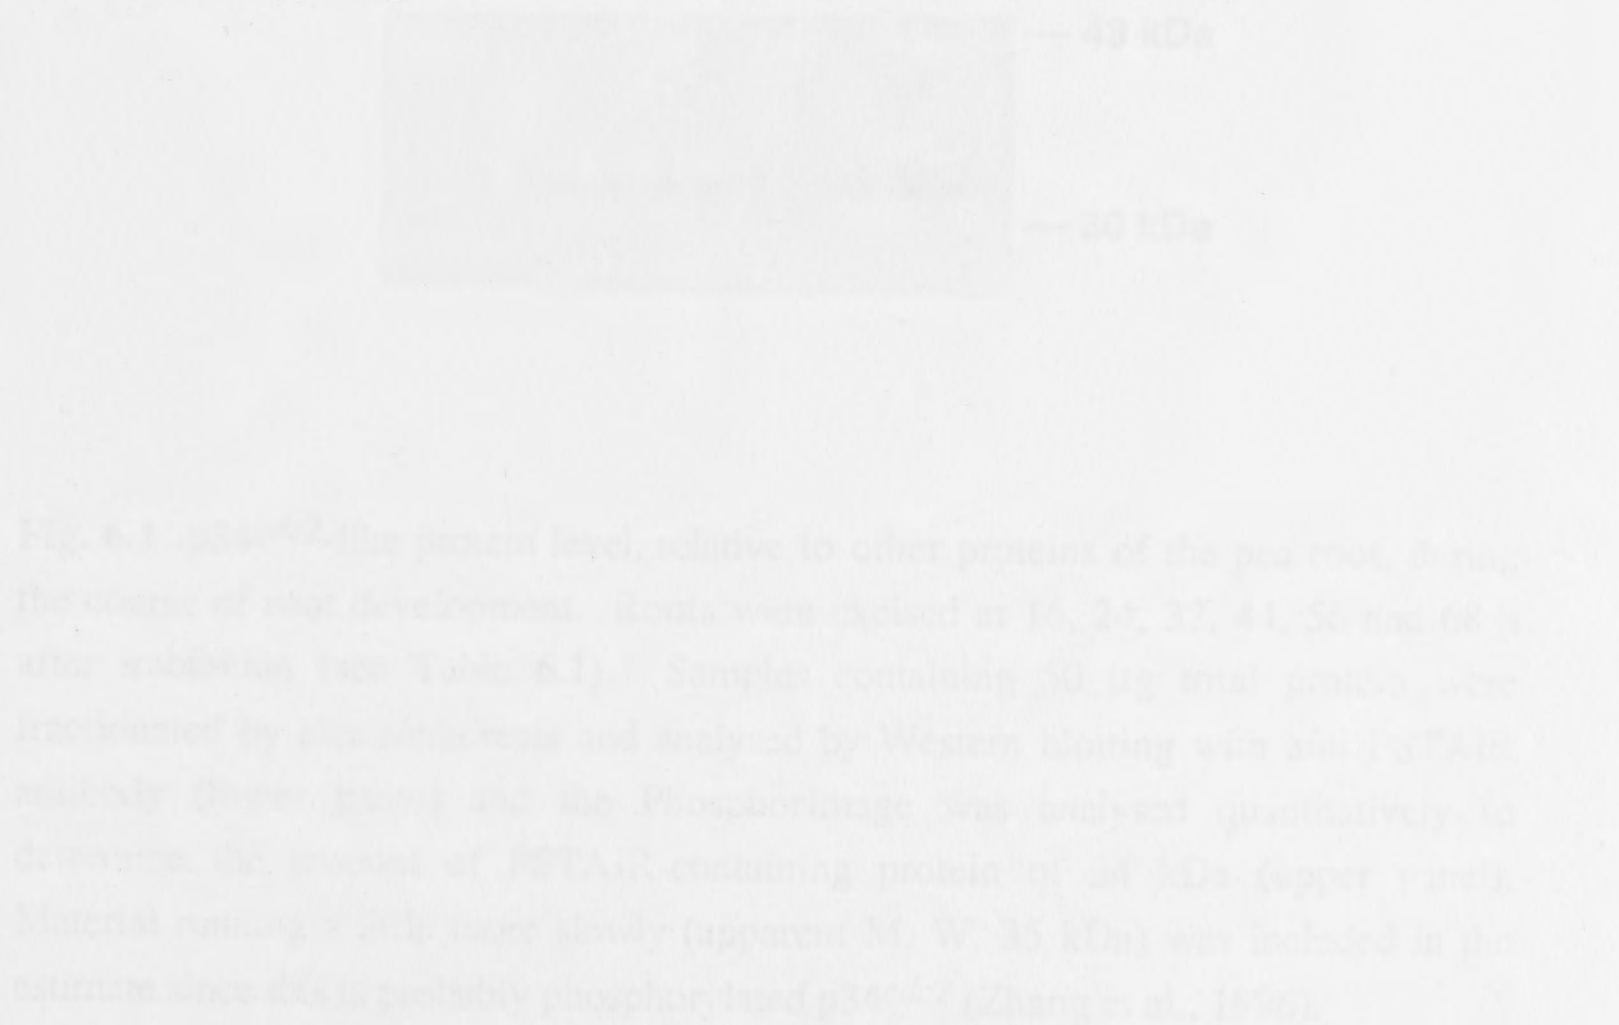 — 43 kDa
— 30 kDa
Fig. 6.1 p34cdc2-like protein level, relative to other proteins of the pea root, during
the course of root development. Roots were excised at 16, 24, 32, 44, 56 and 68 h
after imbibition (see Table 6.1). Samples containing 50 µg total protein were
fractionated by electrophoresis and analysed by Western blotting with anti-PSTAIR
antibody (lower panel) and the PhosphorImage was analysed quantitatively to
determine the amount of PSTAIR-containing protein of 34 kDa (upper panel).
Material running a little more slowly (apparent M. W. 35 kDa) was included in the
estimate since this is probably phosphorylated p34cdc2 (Zhang et al., 1996).